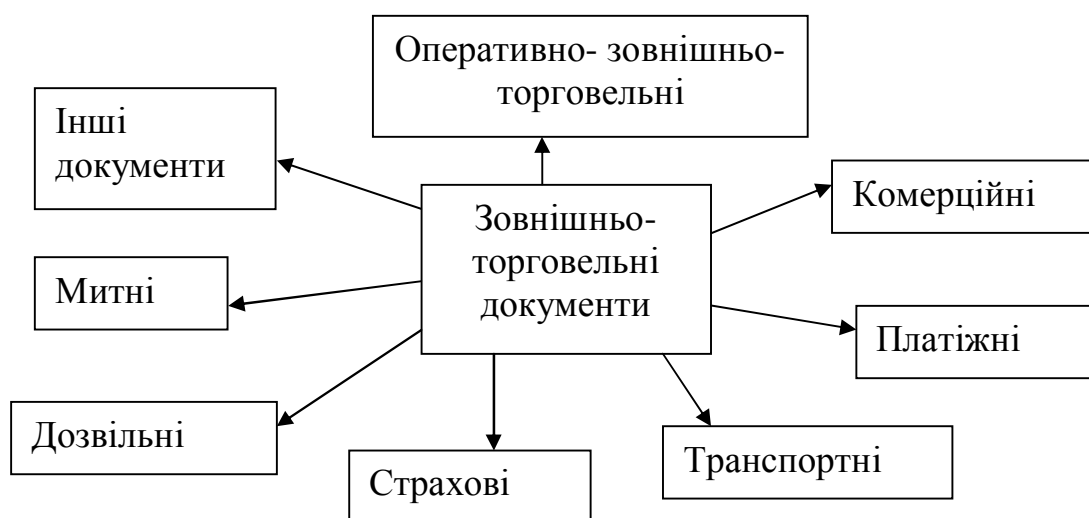 Оперативно- зовнішньо-
торговельні
Інші
документи
Комерційні
Зовнішньо-
торговельні
документи
Митні
Платіжні
Дозвільні
Транспортні
Страхові